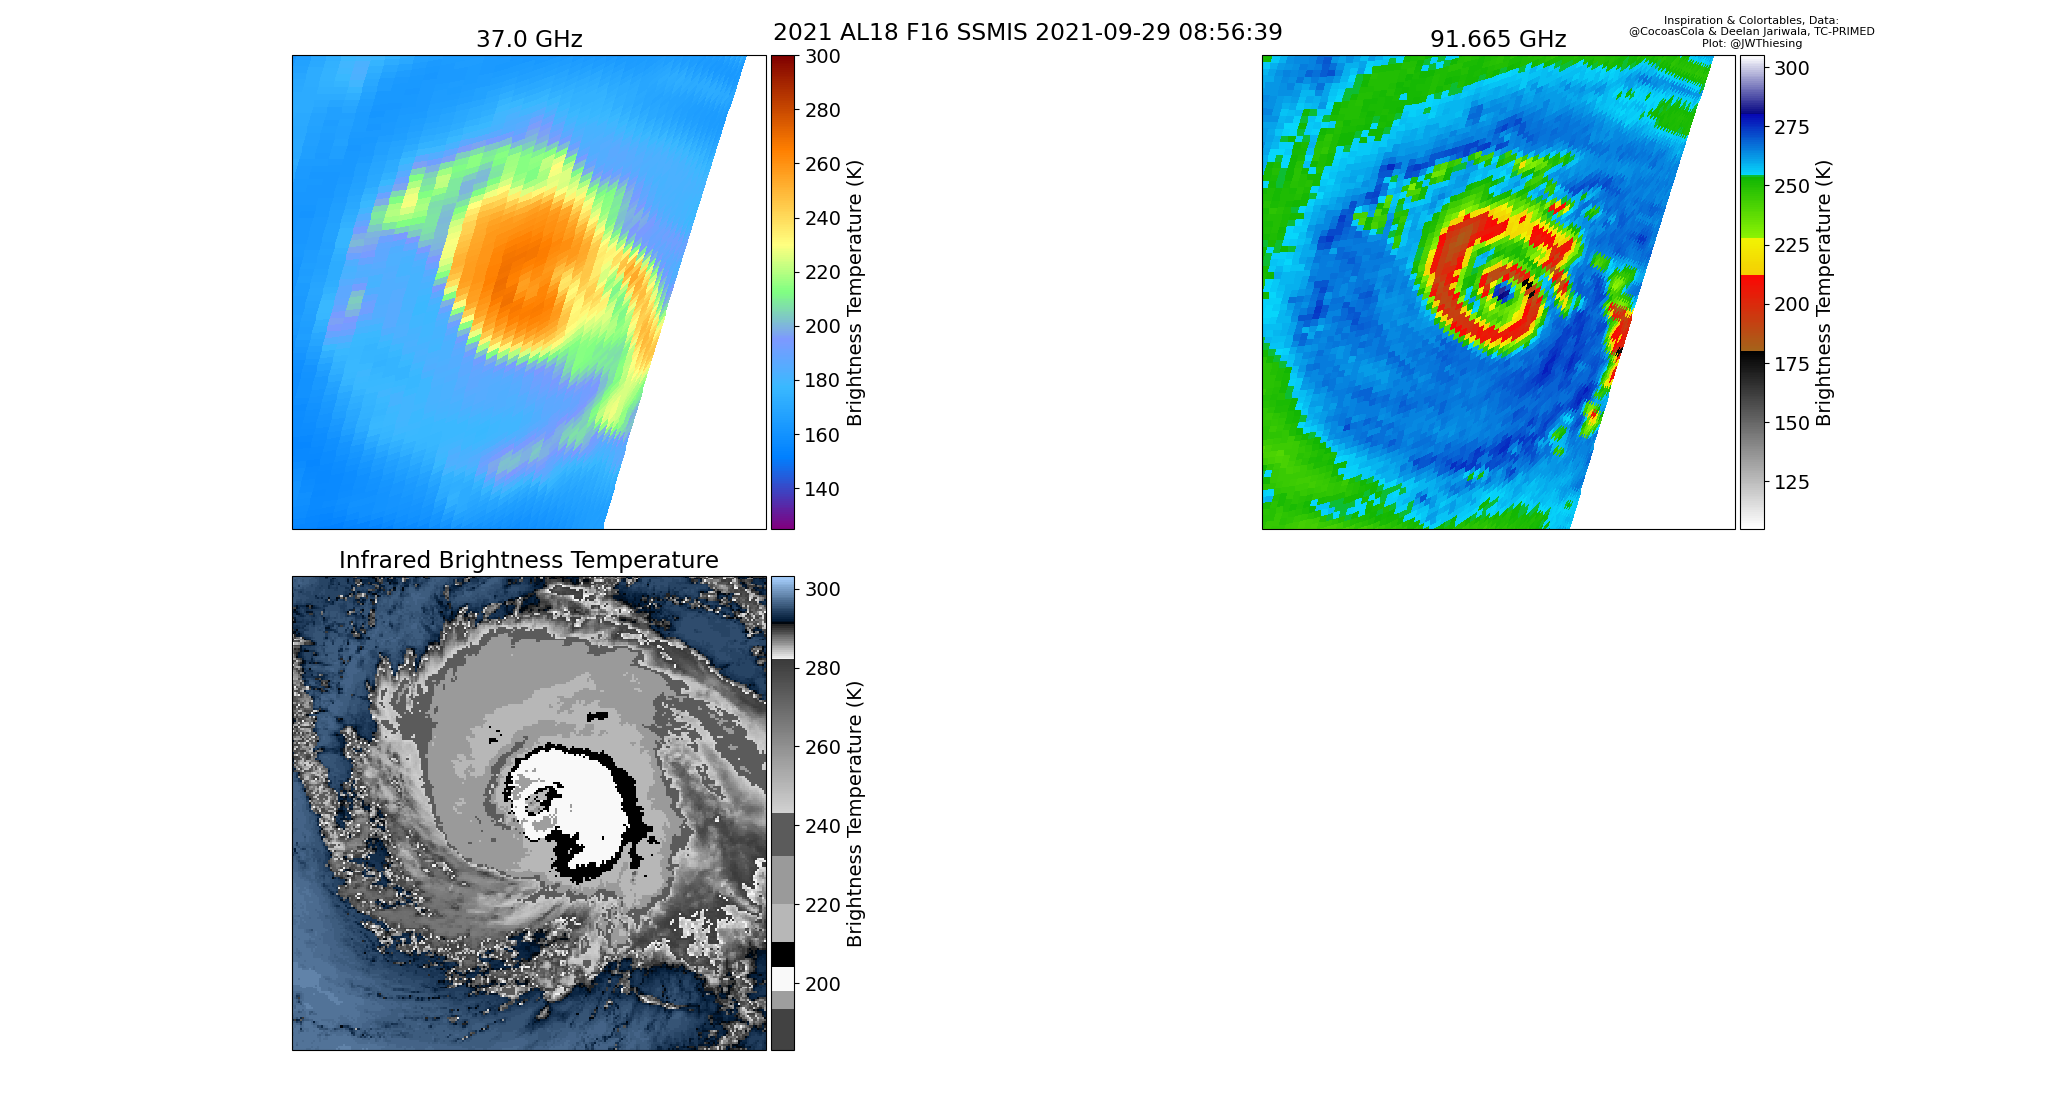 2021 AL18 F16 SSMIS 2021-09-29 08:56:39
Inspiration & Colortables, Data:
@CocoasCola & Deelan Jariwala, TC-PRIMED
Plot: @JWThiesing
37.0 GHz
300
280
260
240
220
200
180
160
140
Brightness Temperature (K)
91.665 GHz
300
275
250
225
200
175
150
125
Brightness Temperature (K)
Infrared Brightness Temperature
300
280
260
240
220
200
Brightness Temperature (K)